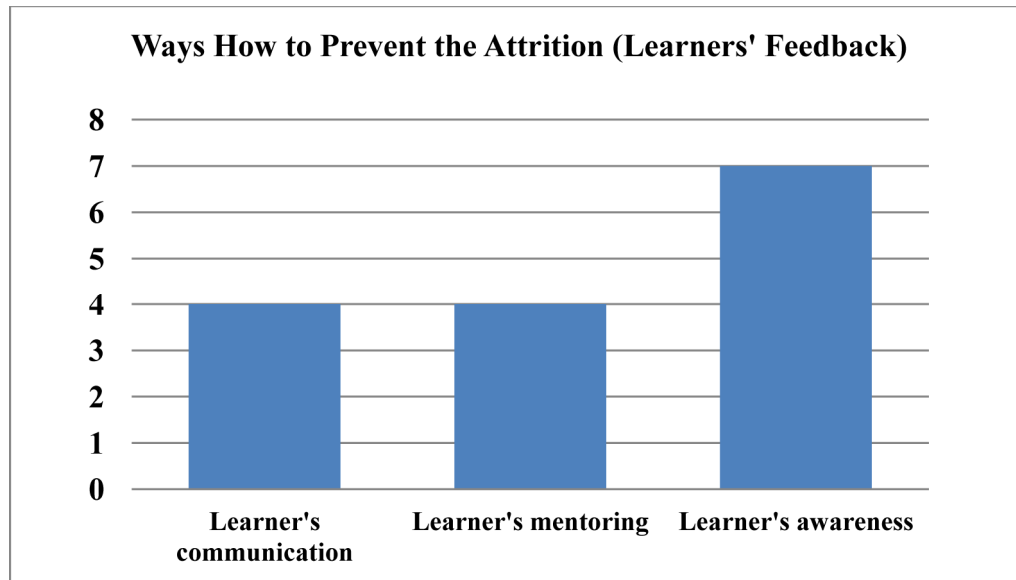 Ways How to Prevent the Attrition (Learners' Feedback)
8
7
6
5
4
3
2
1
0
Learner's
communication
Learner's mentoring
Learner's awareness